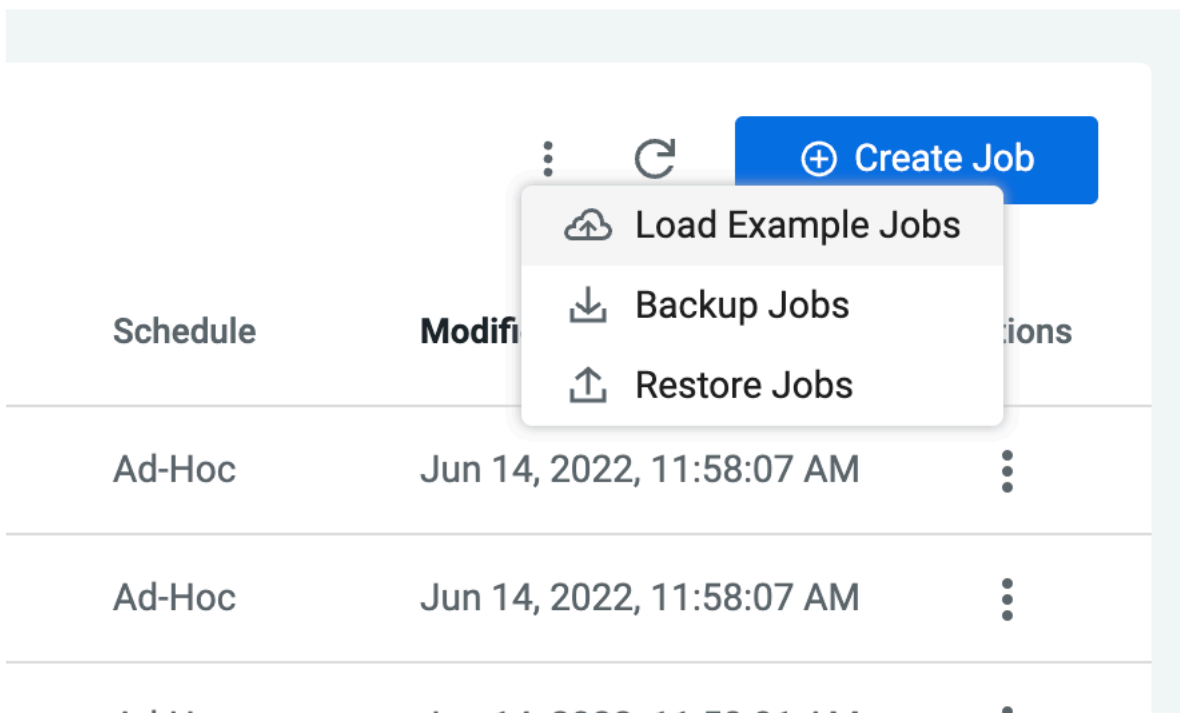 Create Job
Load Example Jobs
Backup Jobs
Restore Jobs
Schedule
Ad-Hoc Jun 14, 2022, 11:58:07 AM
Ad-Hoc Jun 14, 2022, 11:58:07 AM